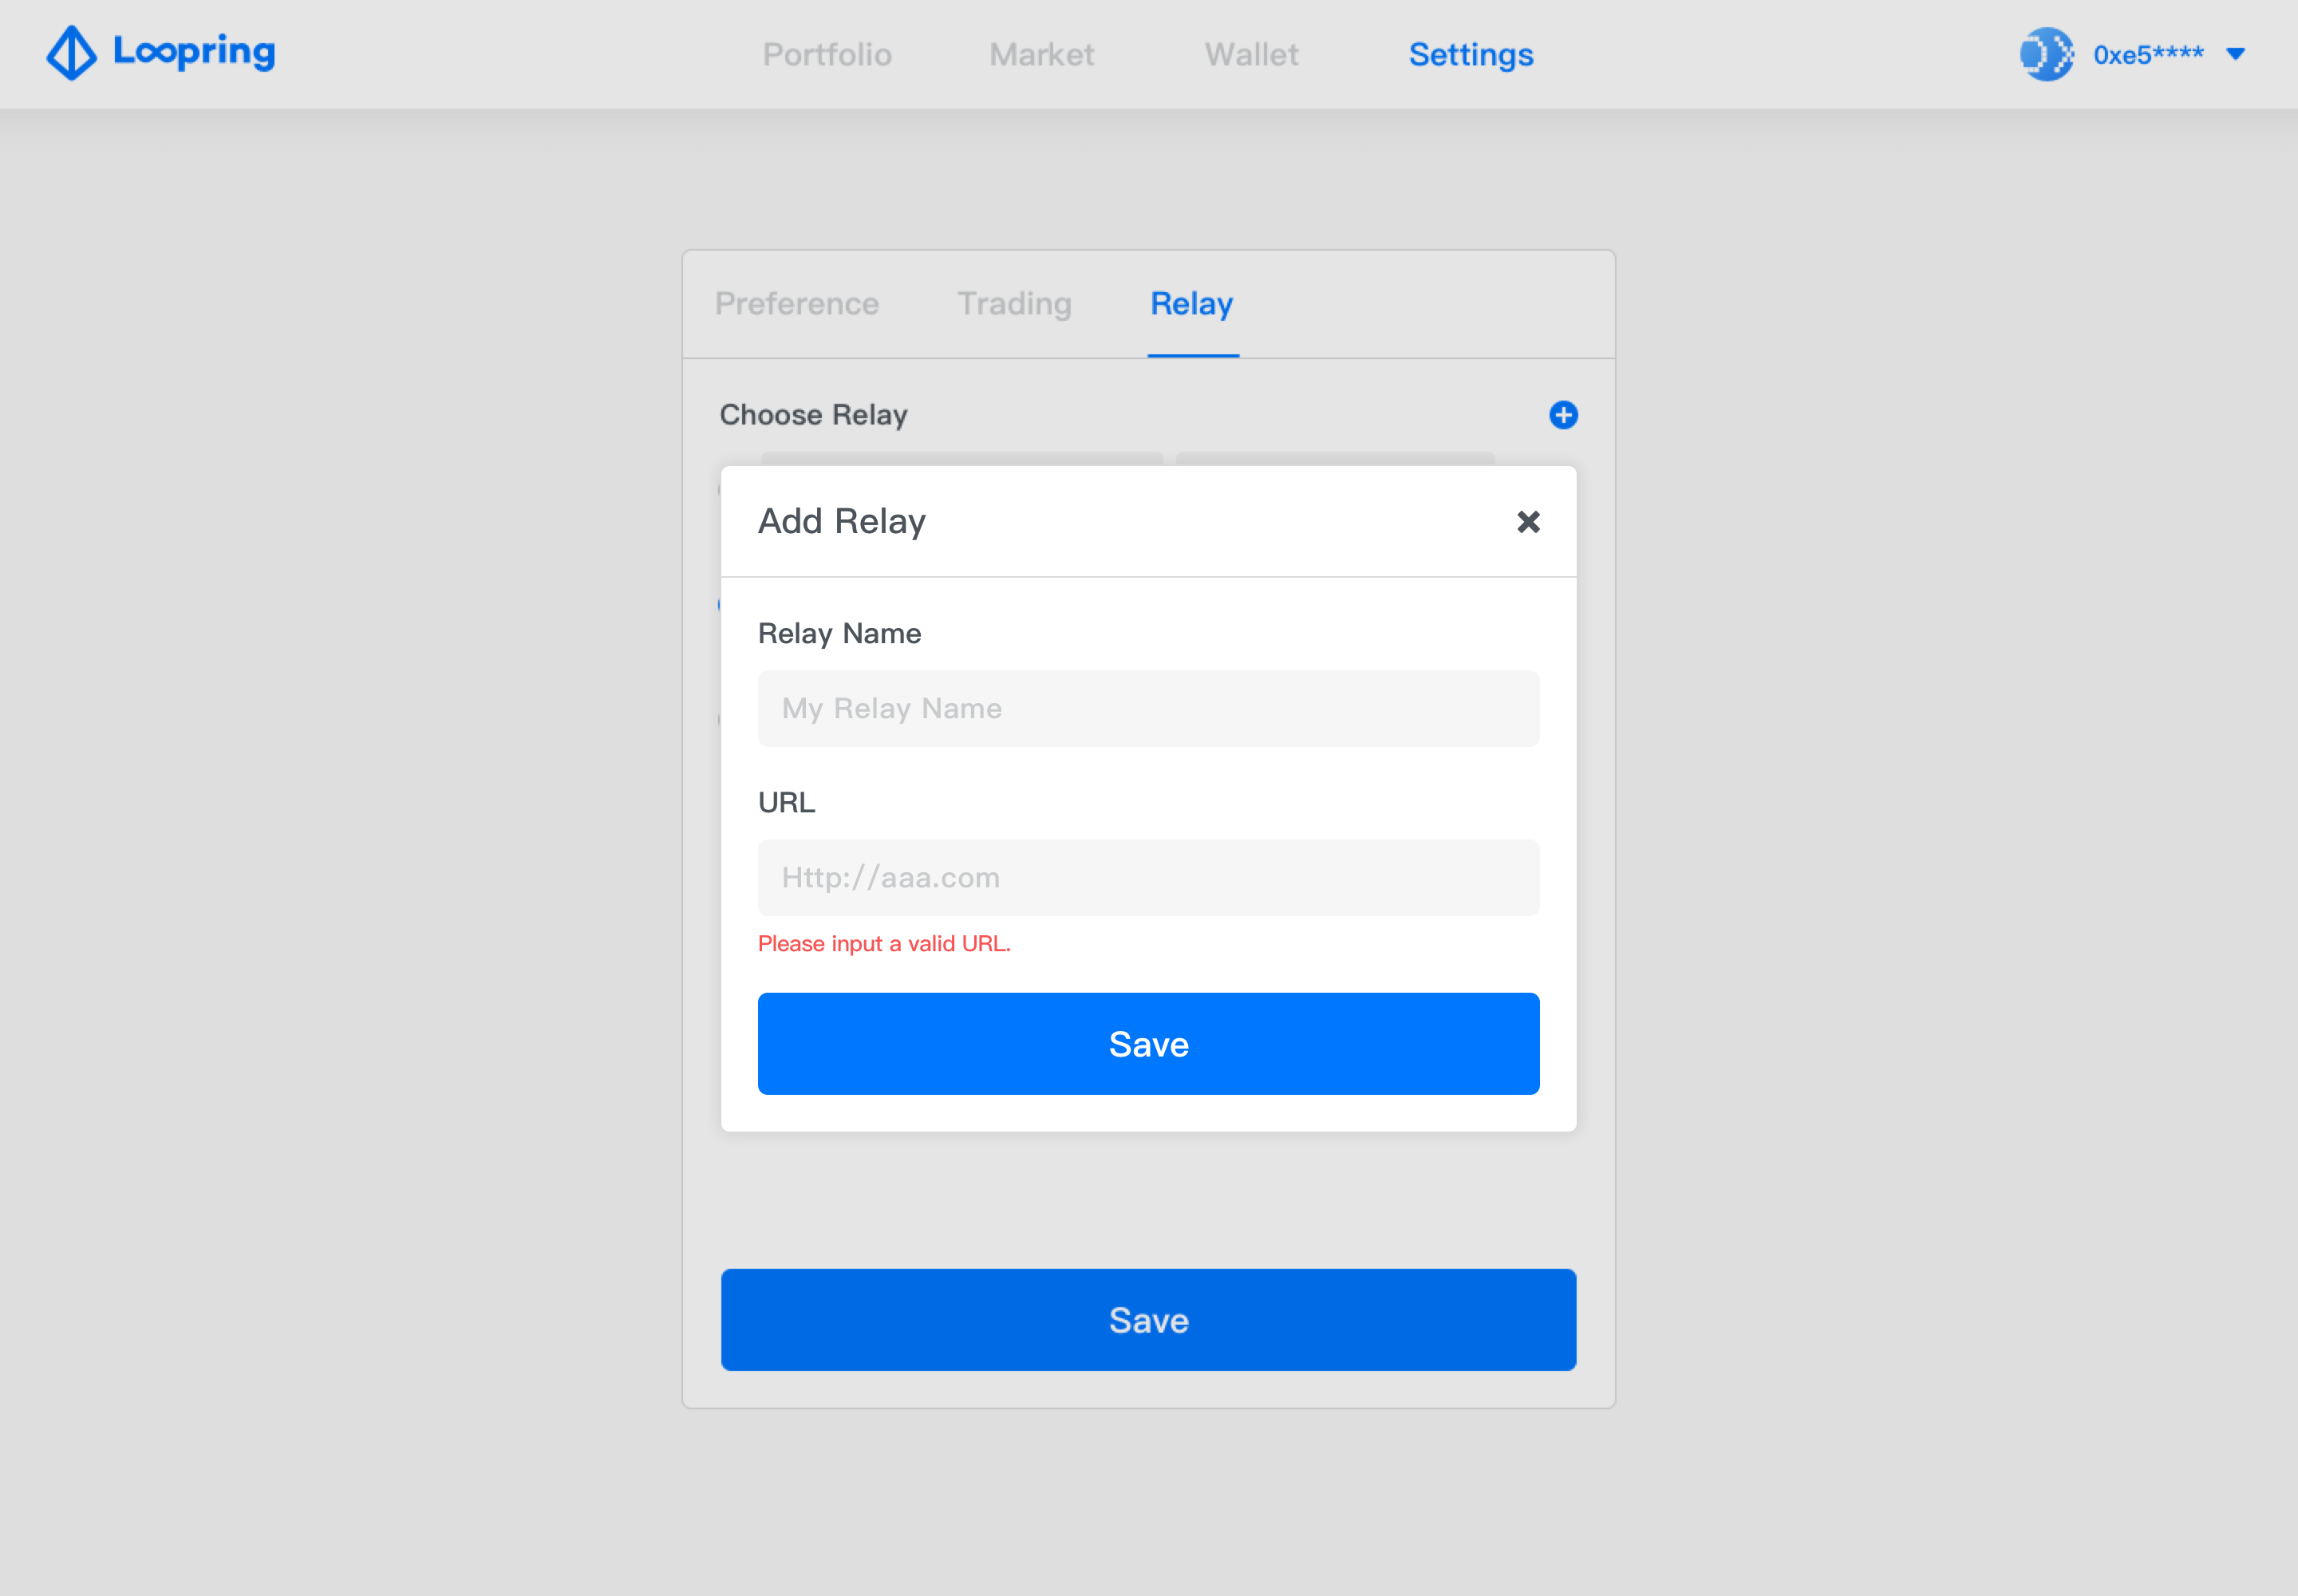 Loopring
Portfolio Market Wallet Settings
0xe5****
Preference Trading Relay
Choose Relay
Add Relay
Relay Name
My Relay Name
URL
Http://aaa.com
Please input a valid URL.
Save
Save